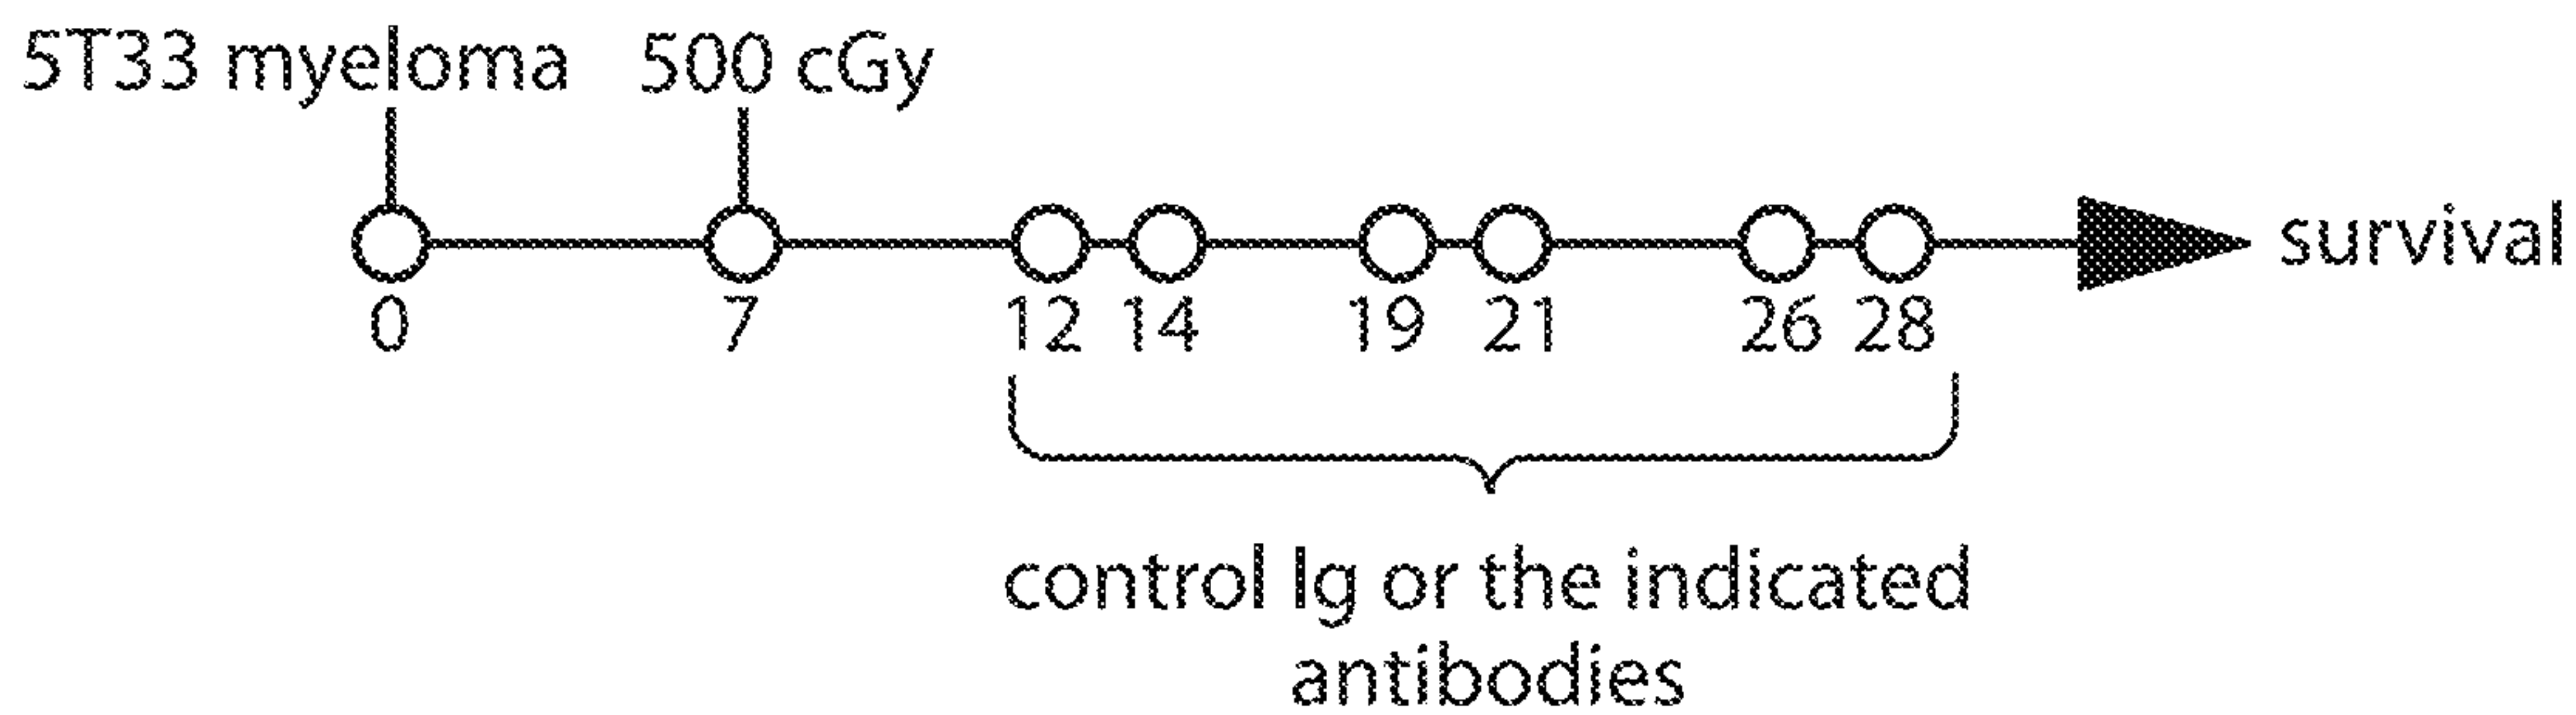 5T33 myeloma 500 cGy
survival
0 7 12 14 19 21 26 28
control Ig or the indicated
antibodies